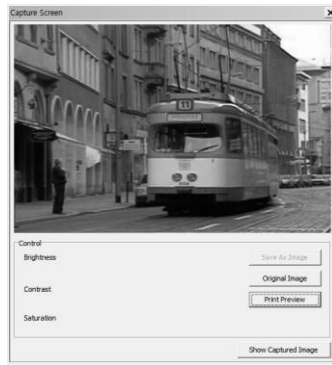 Capture Screen
X
11
Control
Brightness
Save As Image
Original Image
Contrast
Print Preview
Saturation
Show Captured Image